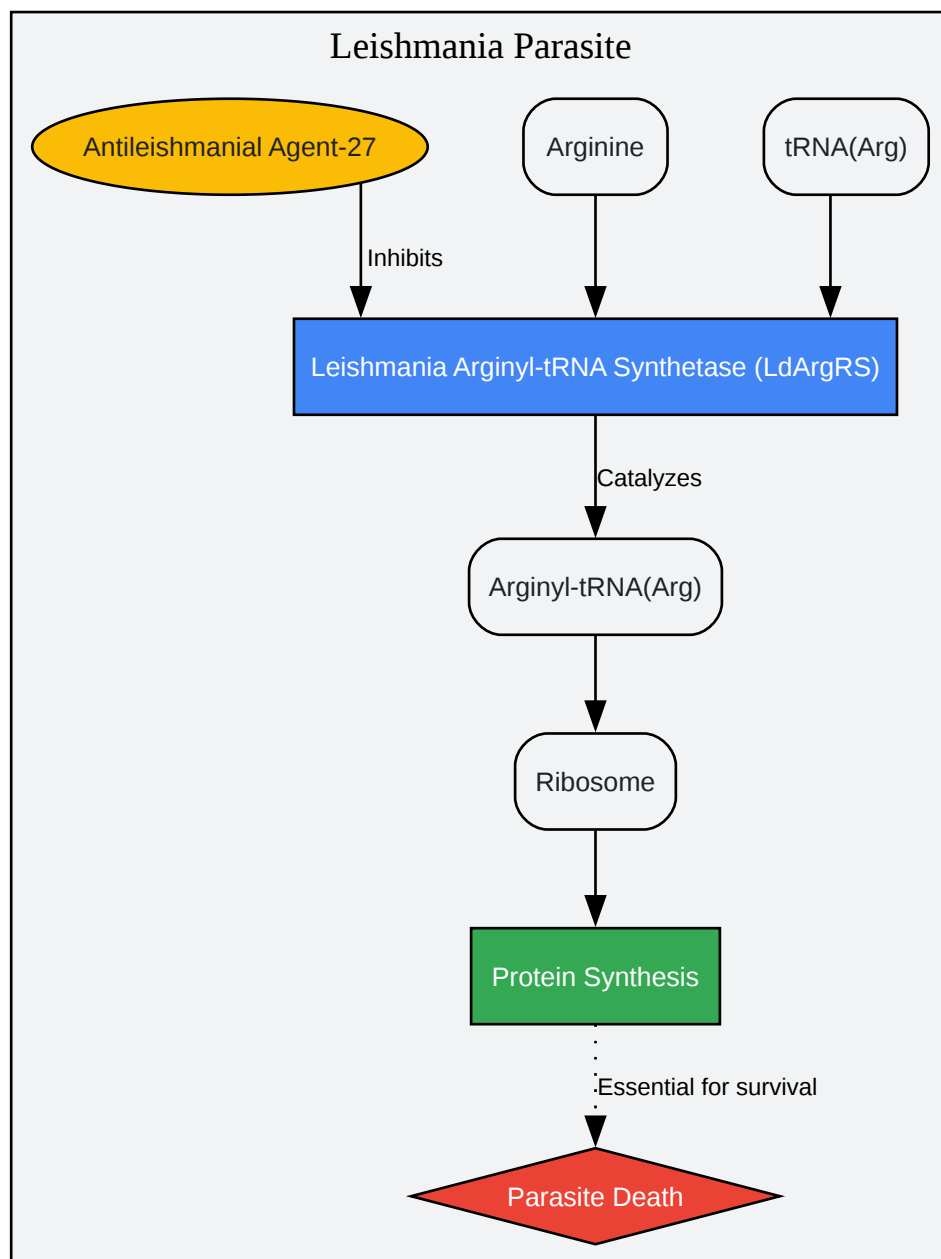 Leishmania Parasite
Antileishmanial Agent-27
Arginine
tRNA(Arg)
Inhibits
Leishmania Arginyl-tRNA Synthetase (LdArgRS)
Catalyzes
Arginyl-tRNA(Arg)
Ribosome
Protein Synthesis
Essential for survival
Parasite Death